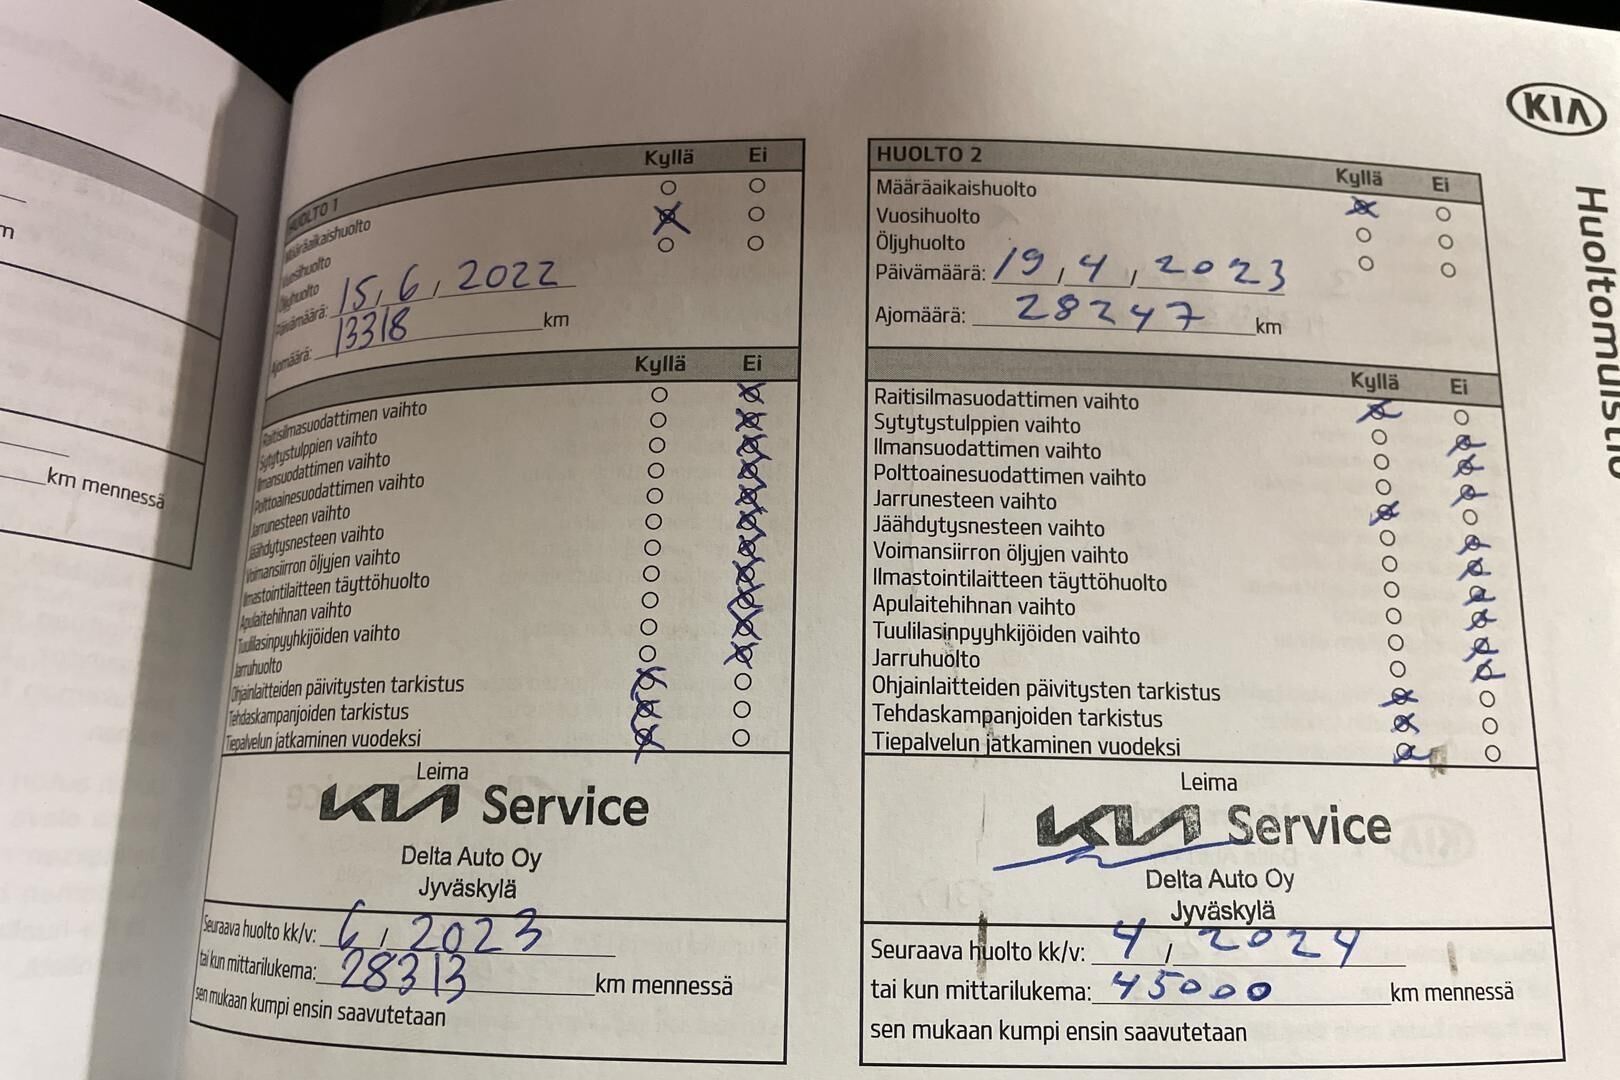 km mennessä
Kyllä Ei
HUOLTO 1
Määräaikaishuolto
Vuosihuolto
Öljyhuolto
Päivämäärä: 15, 6, 2022
Ajomäärä: 13318 km
Kyllä Ei
Raitisilmasuodattimen vaihto
Sytytystulppien vaihto
Ilmansuodattimen vaihto
Polttoainesuodattimen vaihto
Jarrunesteen vaihto
Jäähdytysnesteen vaihto
Voimansiirron öljyjen vaihto
Ilmastointilaitteen täyttöhuolto
Apulaitehihnan vaihto
Tuulilasinpyyhkijöiden vaihto
Jarruhuolto
Ohjainlaitteiden päivitysten tarkistus
Tehdaskampanjoiden tarkistus
Tiepalvelun jatkaminen vuodeksi
Leima
KIA Service
Delta Auto Oy
Jyväskylä
Seuraava huolto kk/v: 6, 2023
tai kun mittarilukema: 28313 km mennessä
sen mukaan kumpi ensin saavutetaan
HUOLTO 2
Kyllä Ei
Määräaikaishuolto
Vuosihuolto
Öljyhuolto
Päivämäärä: 19, 4, 2023
Ajomäärä: 28247 km
Kyllä Ei
Raitisilmasuodattimen vaihto
Sytytystulppien vaihto
Ilmansuodattimen vaihto
Polttoainesuodattimen vaihto
Jarrunesteen vaihto
Jäähdytysnesteen vaihto
Voimansiirron öljyjen vaihto
Ilmastointilaitteen täyttöhuolto
Apulaitehihnan vaihto
Tuulilasinpyyhkijöiden vaihto
Jarruhuolto
Ohjainlaitteiden päivitysten tarkistus
Tehdaskampanjoiden tarkistus
Tiepalvelun jatkaminen vuodeksi
Leima
KIA Service
Delta Auto Oy
Jyväskylä
Seuraava huolto kk/v: 4 / 2024
tai kun mittarilukema: 45000 km mennessä
sen mukaan kumpi ensin saavutetaan
KIA
Huoltomuistio